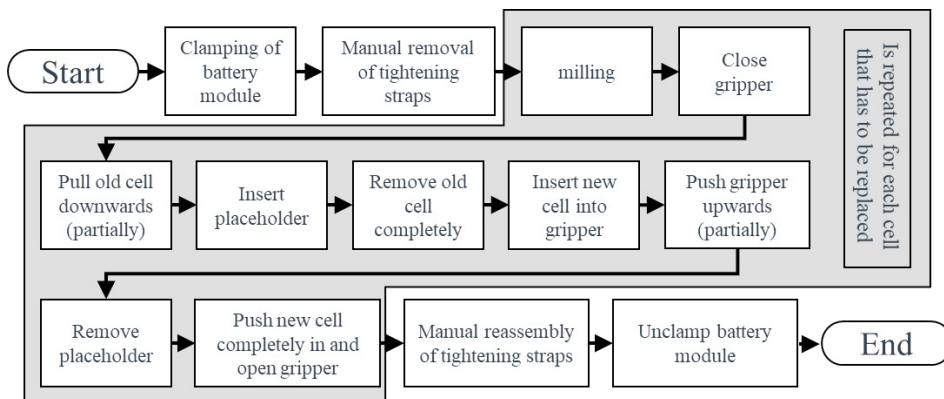 Start
Clamping of
battery
module
Manual removal
of tightening
straps
milling
Close
gripper
Is repeated for each cell
that has to be replaced
Pull old cell
downwards
(partially)
Insert
placeholder
Remove old
cell
completely
Insert new
cell into
gripper
Push gripper
upwards
(partially)
Remove
placeholder
Push new cell
completely in and
open gripper
Manual reassembly
of tightening straps
Unclamp battery
module
End